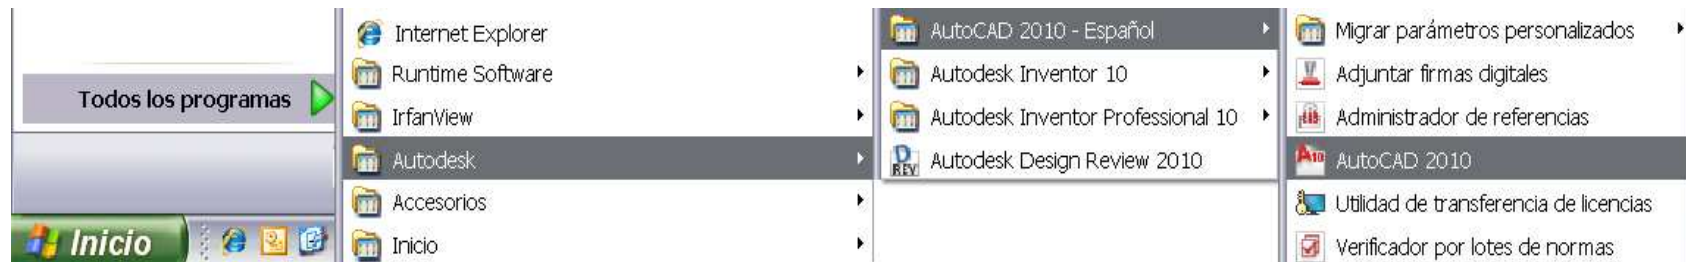 Todos los programas
Inicio
Internet Explorer
Runtime Software
IrfanView
Autodesk
Accesorios
Inicio
AutoCAD 2010 - Español
Autodesk Inventor 10
Autodesk Inventor Professional 10
Autodesk Design Review 2010
Migrar parámetros personalizados
Adjuntar firmas digitales
Administrador de referencias
AutoCAD 2010
Utilidad de transferencia de licencias
Verificador por lotes de normas